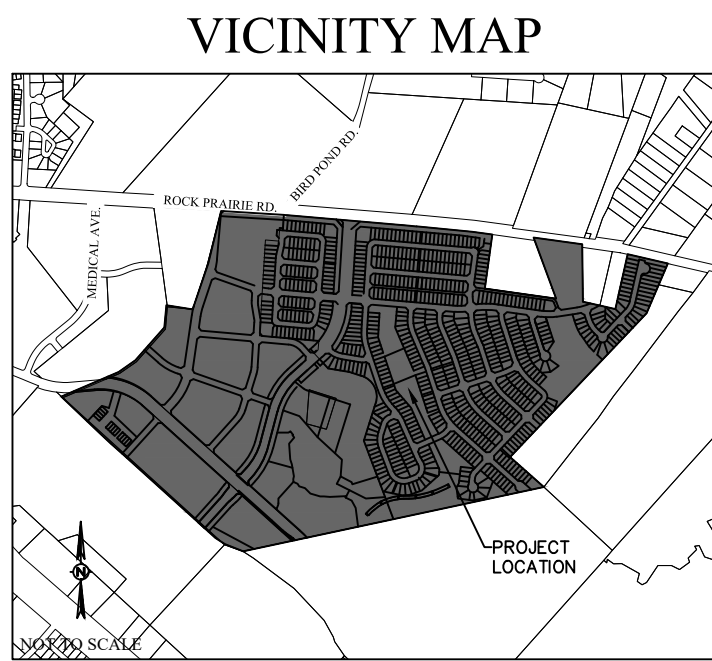 VICINITY MAP
BIRD POND RD.
ROCK PRAIRIE RD.
MEDICAL AVE.
PROJECT
LOCATION
N
NOT TO SCALE